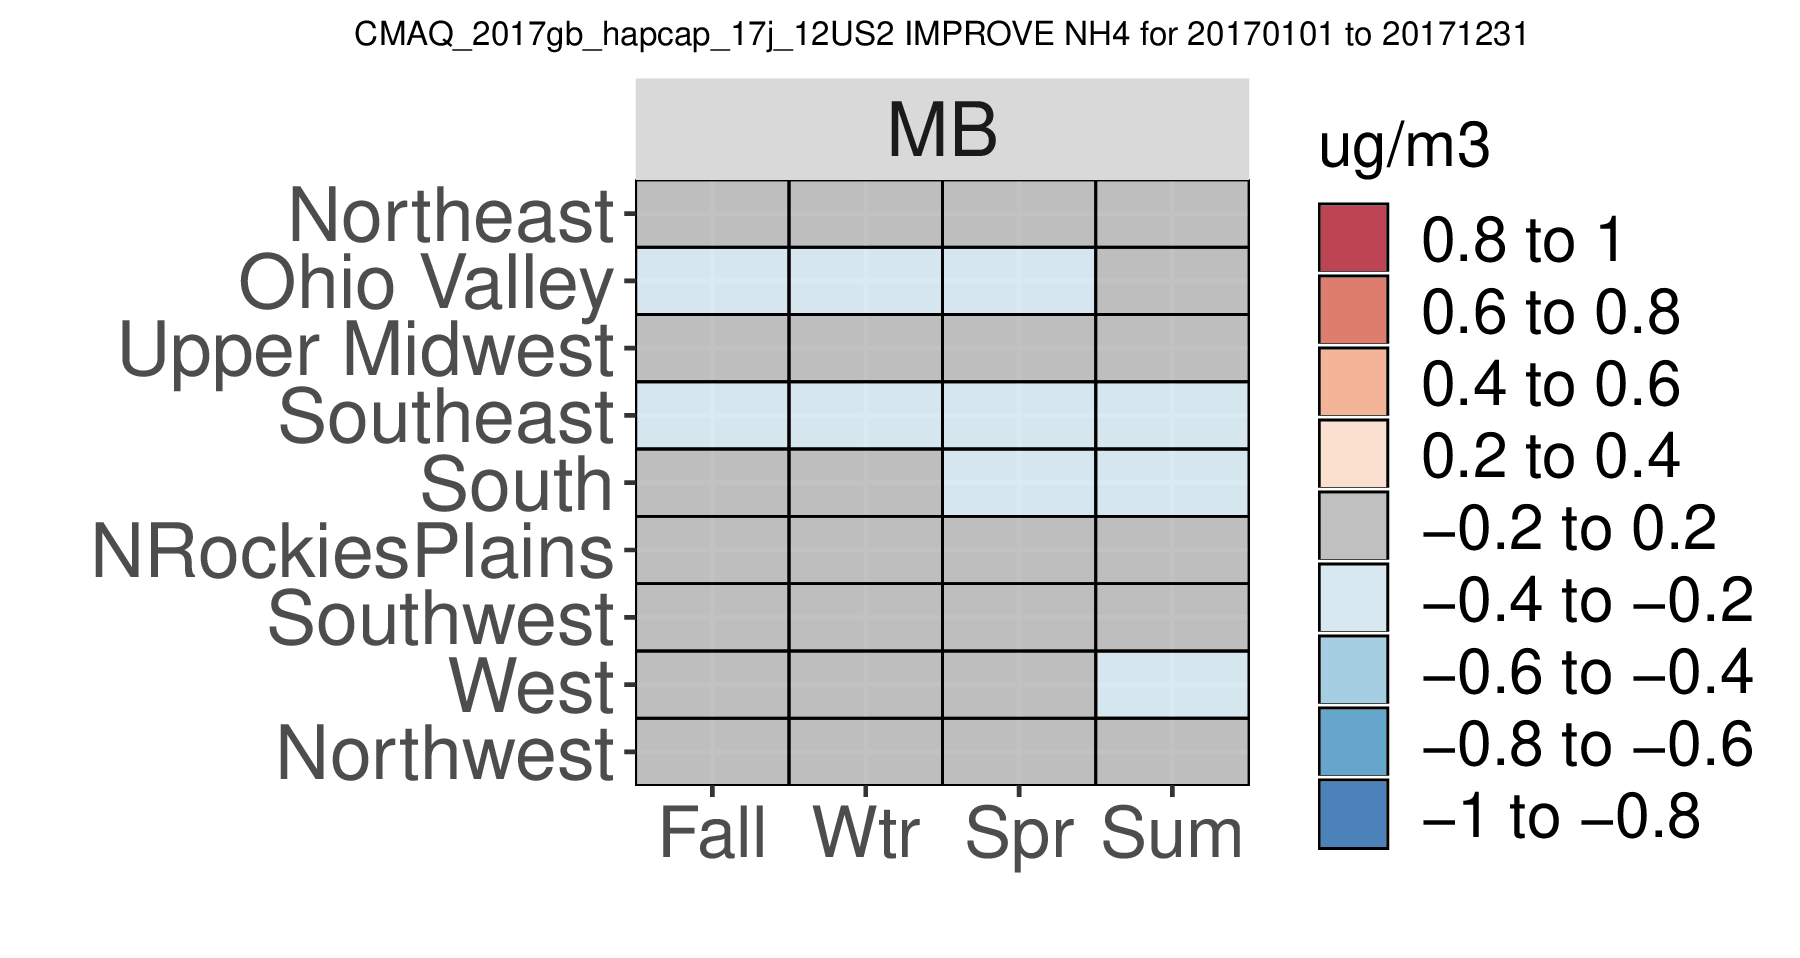 CMAQ_2017gb_hapcap_17j_12US2 IMPROVE NH4 for 20170101 to 20171231
MB
Northeast
Ohio Valley
Upper Midwest
Southeast
South
NRockiesPlains
Southwest
West
Northwest
Fall Wtr Spr Sum
ug/m3
0.8 to 1
0.6 to 0.8
0.4 to 0.6
0.2 to 0.4
−0.2 to 0.2
−0.4 to −0.2
−0.6 to −0.4
−0.8 to −0.6
−1 to −0.8